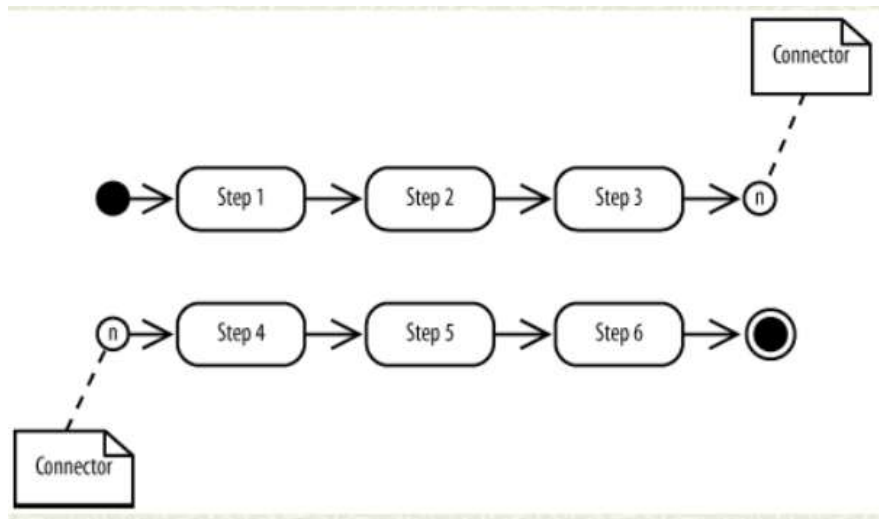 Connector
Step 1
Step 2
Step 3
n
n
Step 4
Step 5
Step 6
Connector